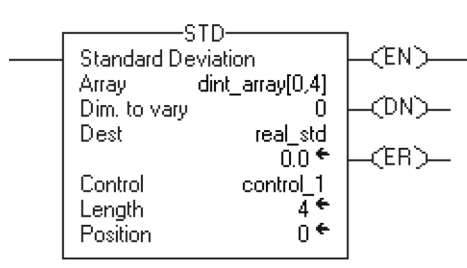 STD
Standard Deviation
(EN)
Array dint_array[0,4]
Dim. to vary 0
(DN)
Dest real_std
0.0 ←
(ER)
Control control_1
Length 4 ←
Position 0 ←